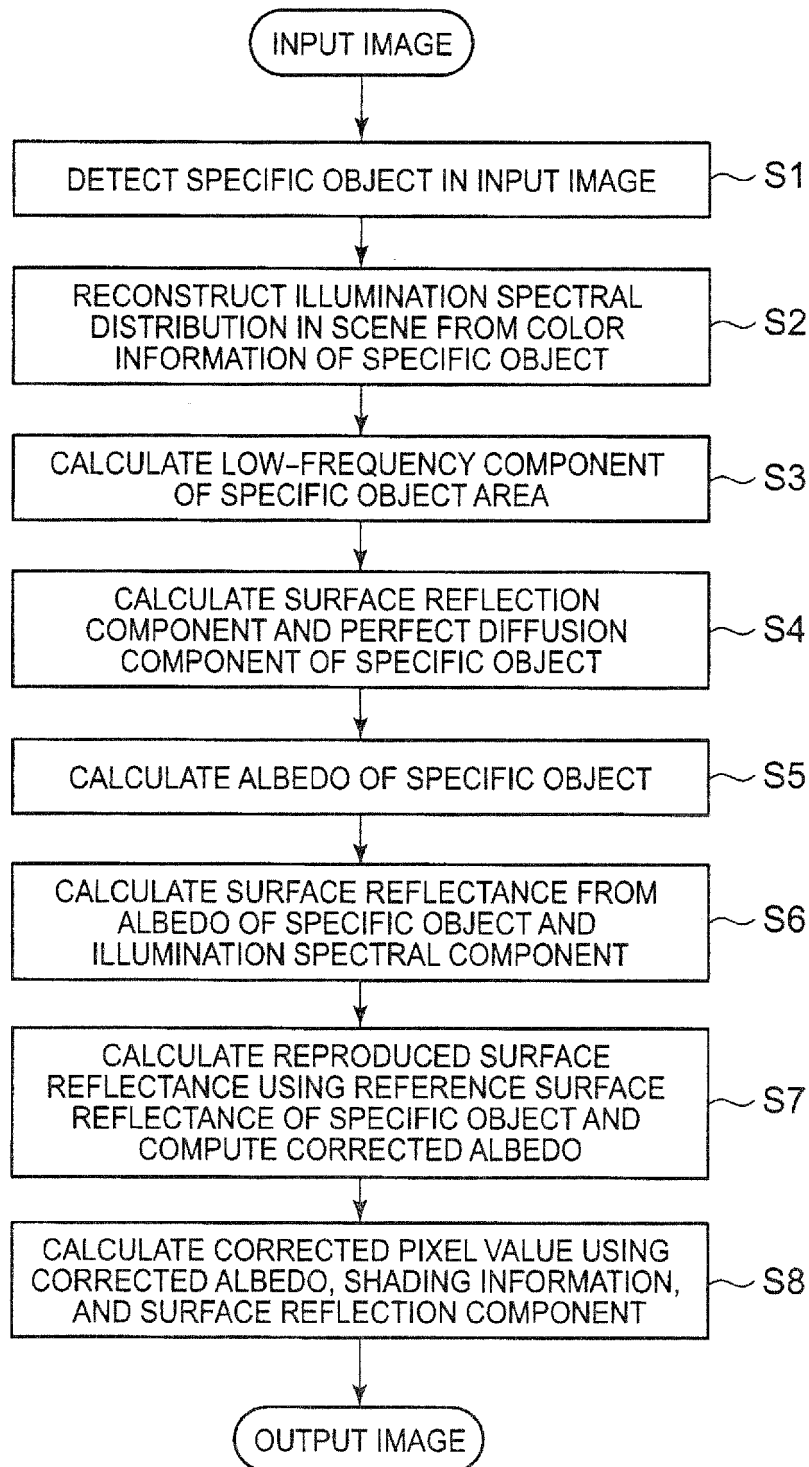 INPUT IMAGE
DETECT SPECIFIC OBJECT IN INPUT IMAGE
S1
RECONSTRUCT ILLUMINATION SPECTRAL
DISTRIBUTION IN SCENE FROM COLOR
INFORMATION OF SPECIFIC OBJECT
S2
CALCULATE LOW-FREQUENCY COMPONENT
OF SPECIFIC OBJECT AREA
S3
CALCULATE SURFACE REFLECTION
COMPONENT AND PERFECT DIFFUSION
COMPONENT OF SPECIFIC OBJECT
S4
CALCULATE ALBEDO OF SPECIFIC OBJECT
S5
CALCULATE SURFACE REFLECTANCE FROM
ALBEDO OF SPECIFIC OBJECT AND
ILLUMINATION SPECTRAL COMPONENT
S6
CALCULATE REPRODUCED SURFACE
REFLECTANCE USING REFERENCE SURFACE
REFLECTANCE OF SPECIFIC OBJECT AND
COMPUTE CORRECTED ALBEDO
S7
CALCULATE CORRECTED PIXEL VALUE USING
CORRECTED ALBEDO, SHADING INFORMATION,
AND SURFACE REFLECTION COMPONENT
S8
OUTPUT IMAGE